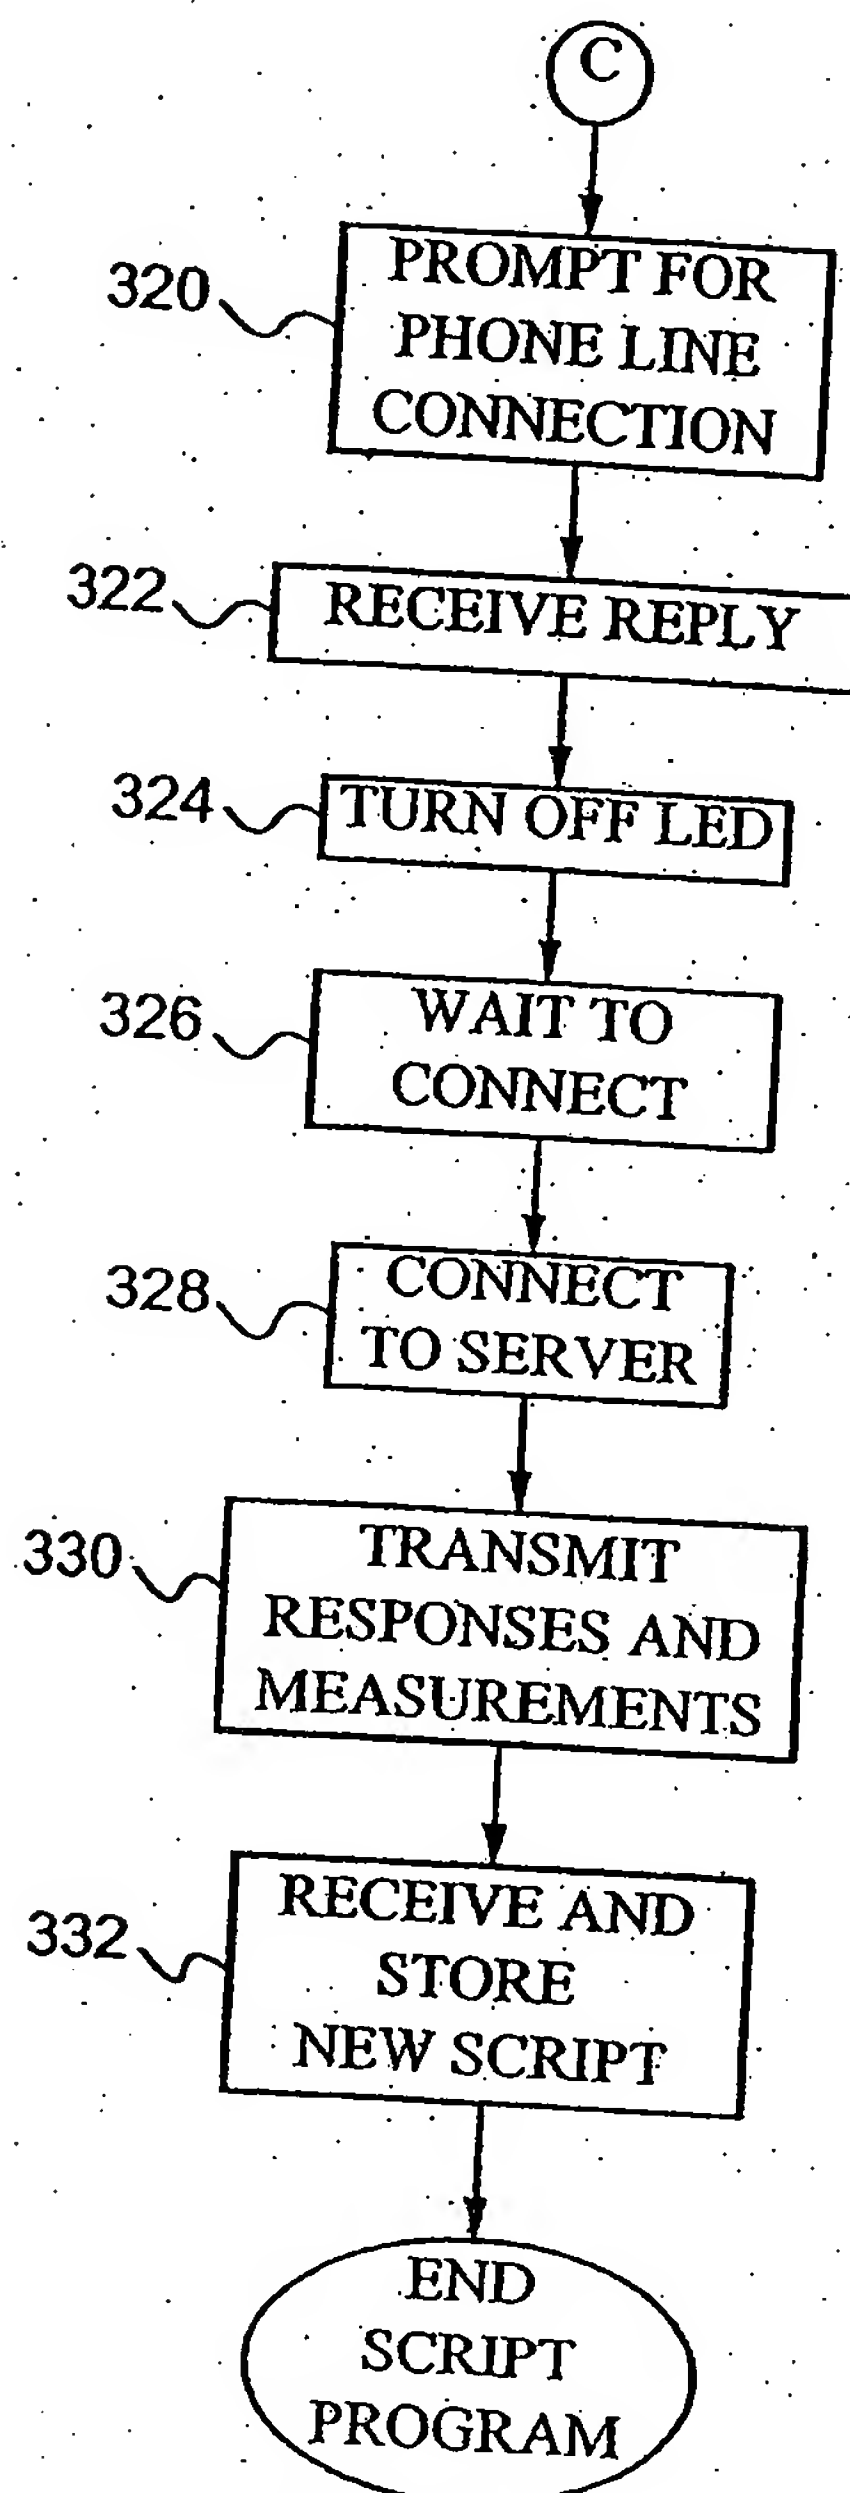 C
320
PROMPT FOR
PHONE LINE
CONNECTION
322
RECEIVE REPLY
324
TURN OFF LED
326
WAIT TO
CONNECT
328
CONNECT
TO SERVER
330
TRANSMIT
RESPONSES AND
MEASUREMENTS
332
RECEIVE AND
STORE
NEW SCRIPT
END
SCRIPT
PROGRAM